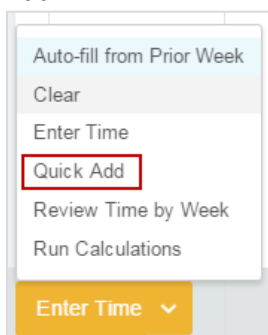 Auto-fill from Prior Week
Clear
Enter Time
Quick Add
Review Time by Week
Run Calculations
Enter Time